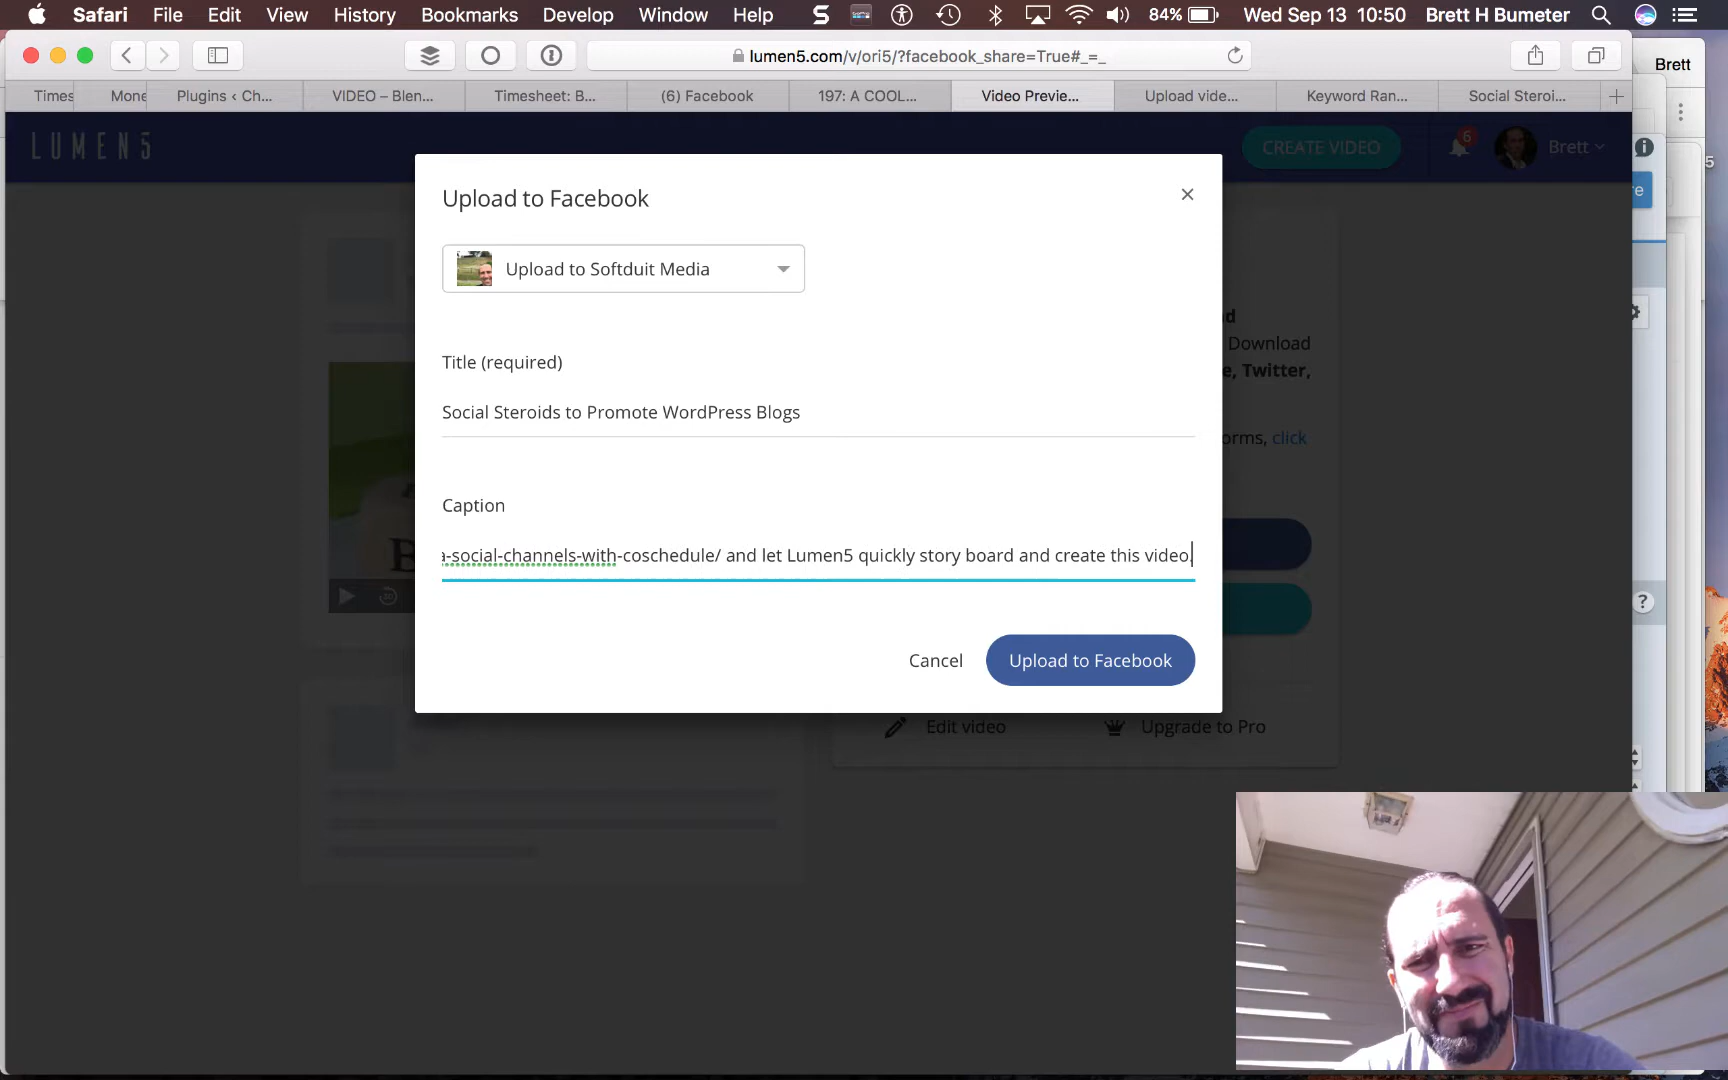 Safari File Edit View History Bookmarks Develop Window Help 84% Wed Sep 13 10:50 Brett H Bumeter
lumen5.com/v/ori5/?facebook_share=True#_=_
Brett
Times Mone Plugins ‹ Ch... VIDEO – Blen... Timesheet: B... (6) Facebook 197: A COOL... Video Previe... Upload vide... Keyword Ran... Social Steroi... +
LUMEN5 CREATE VIDEO 6 Brett
5
re
Upload to Facebook ×
Upload to Softduit Media
Title (required)
Social Steroids to Promote WordPress Blogs
Caption
a-social-channels-with-coschedule/ and let Lumen5 quickly story board and create this video.
Cancel Upload to Facebook
d
Download
e, Twitter,
orms, click
B
30
?
Edit video Upgrade to Pro